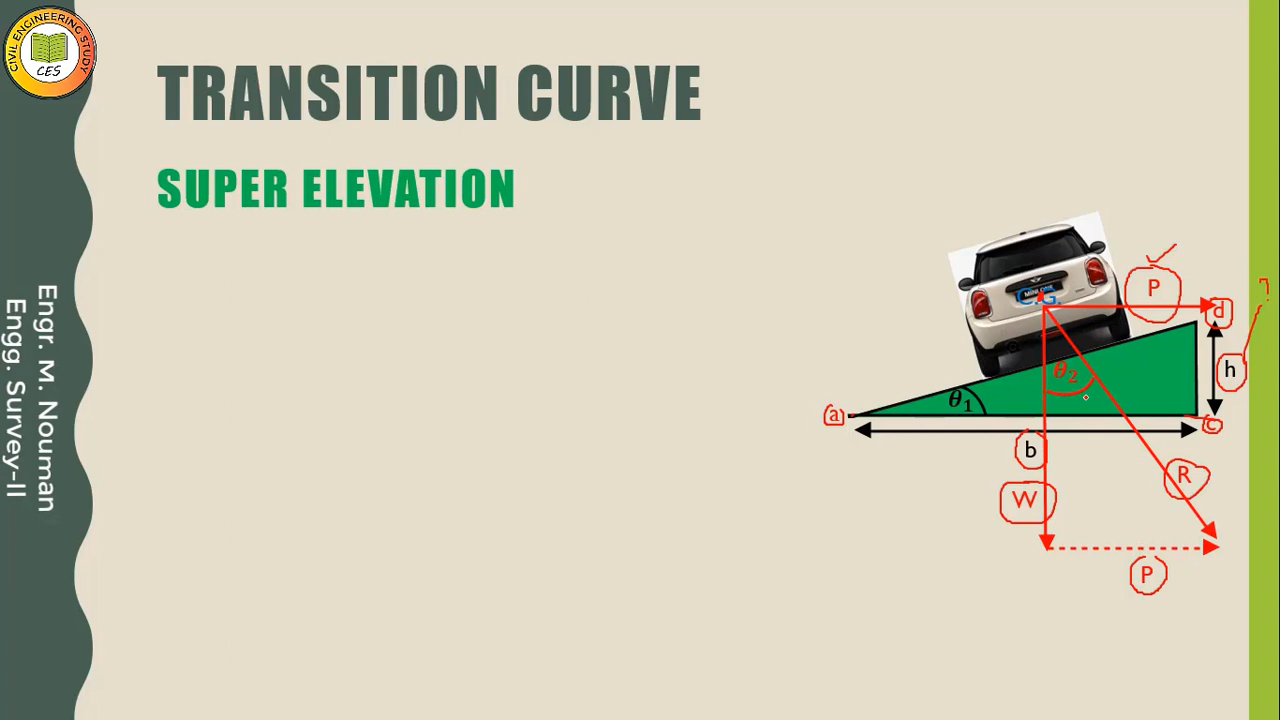 CIVIL ENGINEERING STUDY
CES
TRANSITION CURVE
SUPER ELEVATION
Engr. M. Nouman
Engg. Survey-II
C.G.
P
d
h
θ₂
θ₁
a
c
b
W
R
P